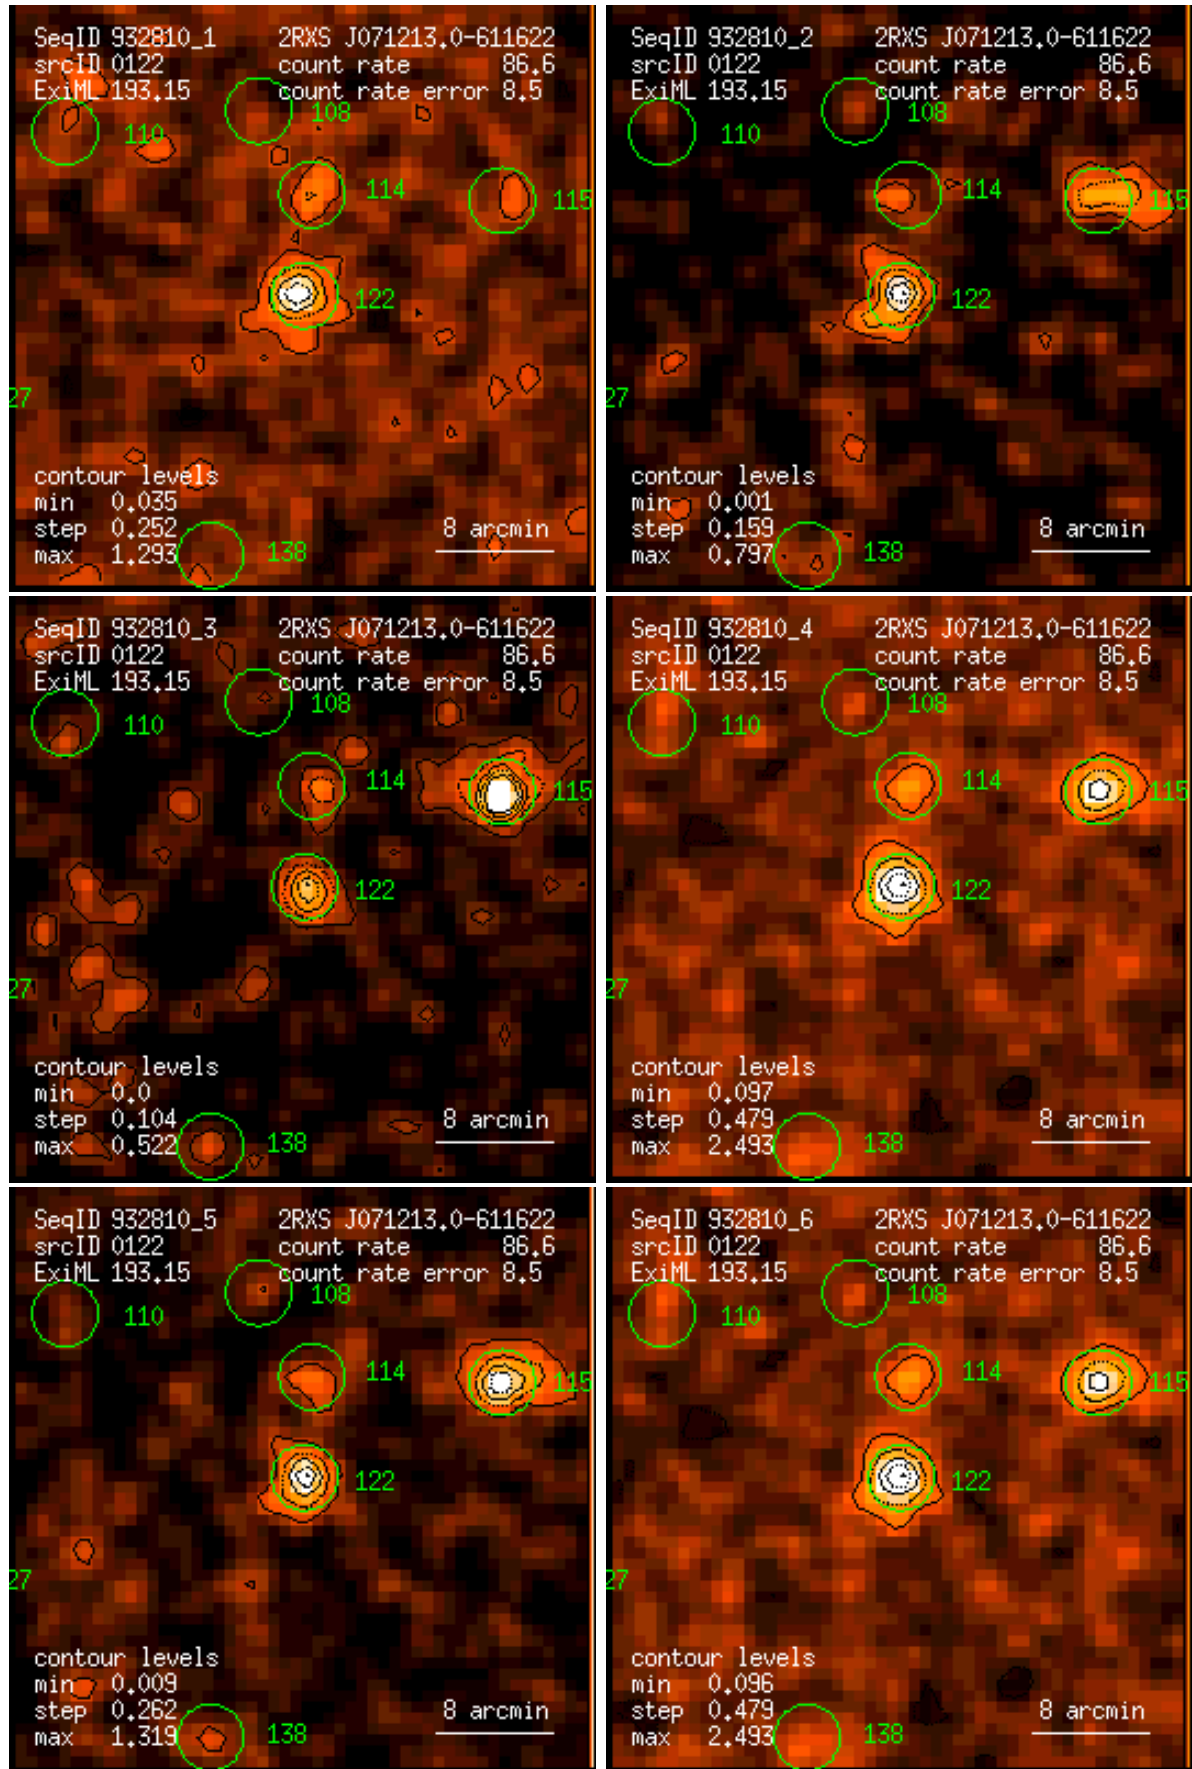 SeqID 932810_1 2RXS J071213.0-611622
srcID 0122 count rate 86.6
ExiML 193.15 count rate error 8.5
110 108
114 115
122
27
contour levels
min 0.035
step 0.252 8 arcmin
max 1.293 138
SeqID 932810_2 2RXS J071213.0-611622
srcID 0122 count rate 86.6
ExiML 193.15 count rate error 8.5
110 108
114 115
122
27
contour levels
min 0.001
step 0.159 8 arcmin
max 0.797 138
SeqID 932810_3 2RXS J071213.0-611622
srcID 0122 count rate 86.6
ExiML 193.15 count rate error 8.5
110 108
114 115
122
27
contour levels
min 0.0
step 0.104 8 arcmin
max 0.522 138
SeqID 932810_4 2RXS J071213.0-611622
srcID 0122 count rate 86.6
ExiML 193.15 count rate error 8.5
110 108
114 115
122
27
contour levels
min 0.097
step 0.479 8 arcmin
max 2.493 138
SeqID 932810_5 2RXS J071213.0-611622
srcID 0122 count rate 86.6
ExiML 193.15 count rate error 8.5
110 108
114 115
122
27
contour levels
min 0.009
step 0.262 8 arcmin
max 1.319 138
SeqID 932810_6 2RXS J071213.0-611622
srcID 0122 count rate 86.6
ExiML 193.15 count rate error 8.5
110 108
114 115
122
27
contour levels
min 0.096
step 0.479 8 arcmin
max 2.493 138